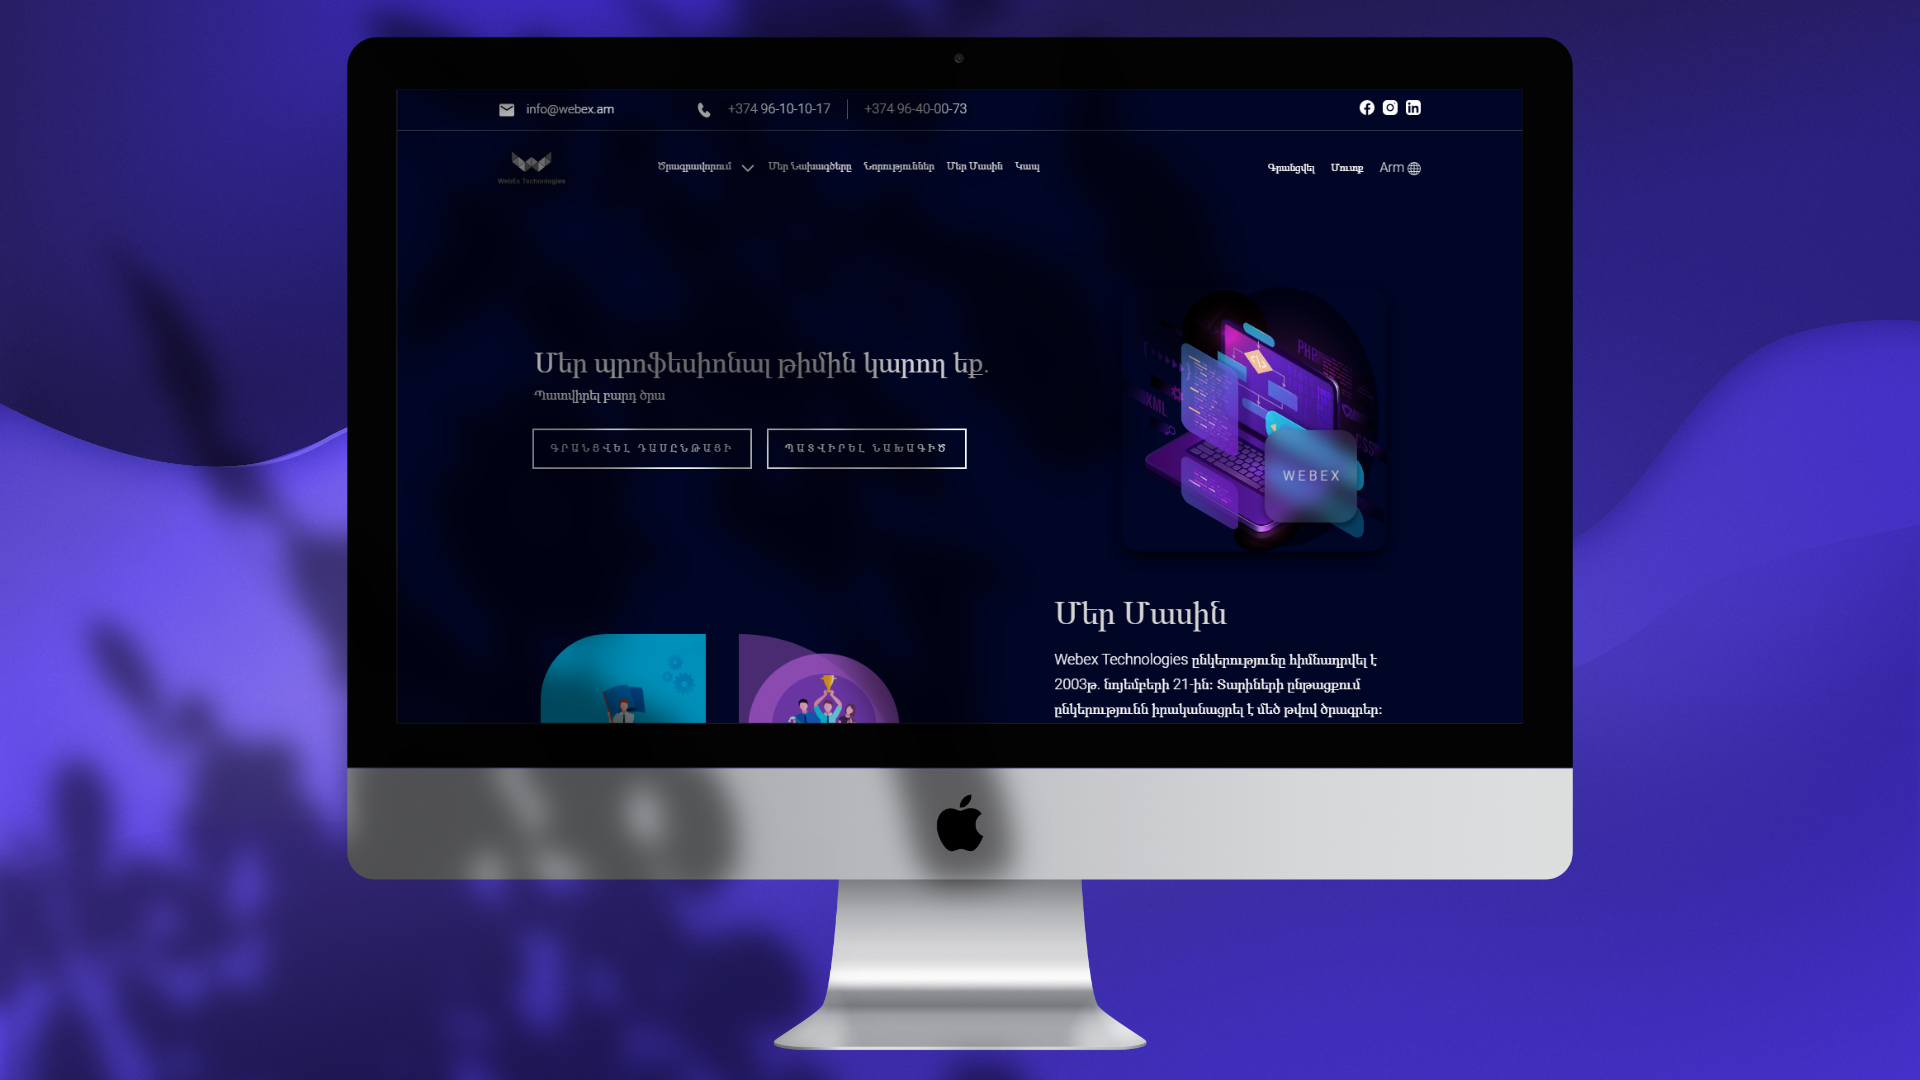 info@webex.am
+374 96-10-10-17
+374 96-40-00-73
WebEx Technologies
Ծրագրավորում
Մեր Նախագծերը
Նորություններ
Մեր Մասին
Կապ
Գրանցվել
Մուտք
Arm
Մեր պրոֆեսիոնալ թիմին կարող եք.
Պատվիրել բարդ ծրա
ԳՐԱՆՑՎԵԼ ԴԱՍԸՆԹԱՑԻ
ՊԱՏՎԻՐԵԼ ՆԱԽԱԳԻԾ
PHP
XML
CSS
WEBEX
Մեր Մասին
Webex Technologies ընկերությունը հիմնադրվել է
2003թ. նոյեմբերի 21-ին: Տարիների ընթացքում
ընկերությունն իրականացրել է մեծ թվով ծրագրեր: